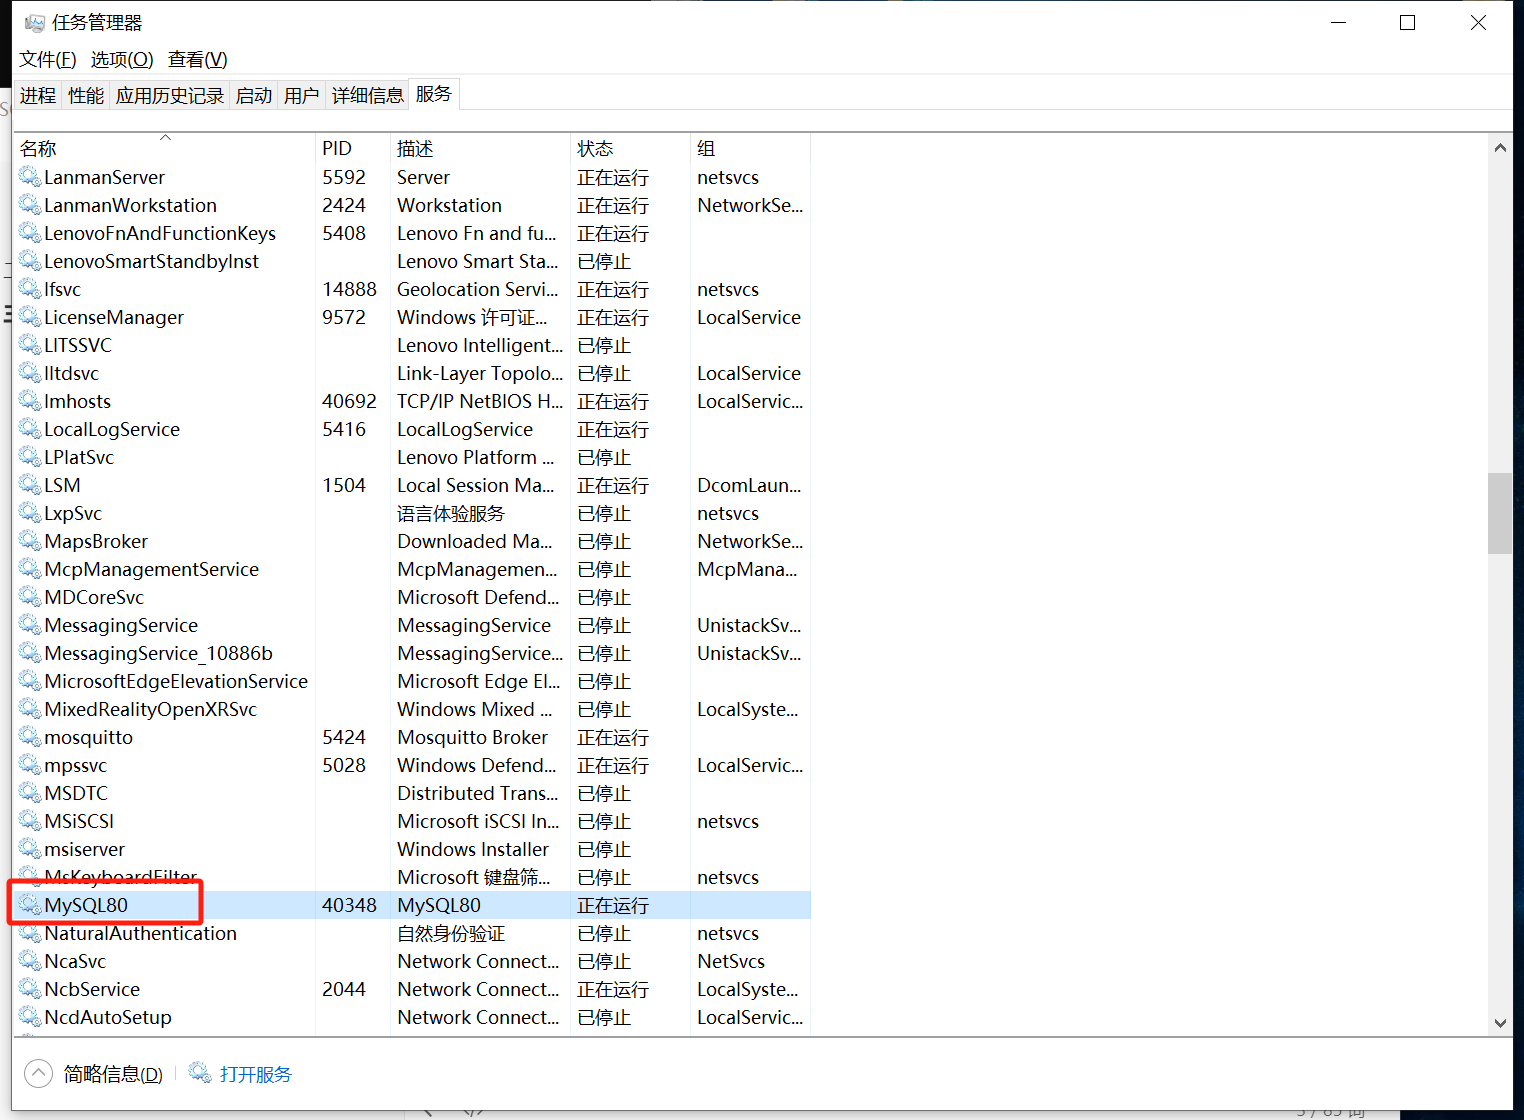 任务管理器
文件(F) 选项(O) 查看(V)
进程 性能 应用历史记录 启动 用户 详细信息 服务
名称 PID 描述 状态 组
LanmanServer 5592 Server 正在运行 netsvcs
LanmanWorkstation 2424 Workstation 正在运行 NetworkSe...
LenovoFnAndFunctionKeys 5408 Lenovo Fn and fu... 正在运行
LenovoSmartStandbyInst Lenovo Smart Sta... 已停止
lfsvc 14888 Geolocation Servi... 正在运行 netsvcs
LicenseManager 9572 Windows 许可证... 正在运行 LocalService
LITSSVC Lenovo Intelligent... 已停止
lltdsvc Link-Layer Topolo... 已停止 LocalService
lmhosts 40692 TCP/IP NetBIOS H... 正在运行 LocalServic...
LocalLogService 5416 LocalLogService 正在运行
LPlatSvc Lenovo Platform ... 已停止
LSM 1504 Local Session Ma... 正在运行 DcomLaun...
LxpSvc 语言体验服务 已停止 netsvcs
MapsBroker Downloaded Ma... 已停止 NetworkSe...
McpManagementService McpManagemen... 已停止 McpMana...
MDCoreSvc Microsoft Defend... 已停止
MessagingService MessagingService 已停止 UnistackSv...
MessagingService_10886b MessagingService... 已停止 UnistackSv...
MicrosoftEdgeElevationService Microsoft Edge El... 已停止
MixedRealityOpenXRSvc Windows Mixed ... 已停止 LocalSyste...
mosquitto 5424 Mosquitto Broker 正在运行
mpssvc 5028 Windows Defend... 正在运行 LocalServic...
MSDTC Distributed Trans... 已停止
MSiSCSI Microsoft iSCSI In... 已停止 netsvcs
msiserver Windows Installer 已停止
MsKeyboardFilter Microsoft 键盘筛... 已停止 netsvcs
MySQL80 40348 MySQL80 正在运行
NaturalAuthentication 自然身份验证 已停止 netsvcs
NcaSvc Network Connect... 已停止 NetSvcs
NcbService 2044 Network Connect... 正在运行 LocalSyste...
NcdAutoSetup Network Connect... 已停止 LocalServic...
简略信息(D) 打开服务